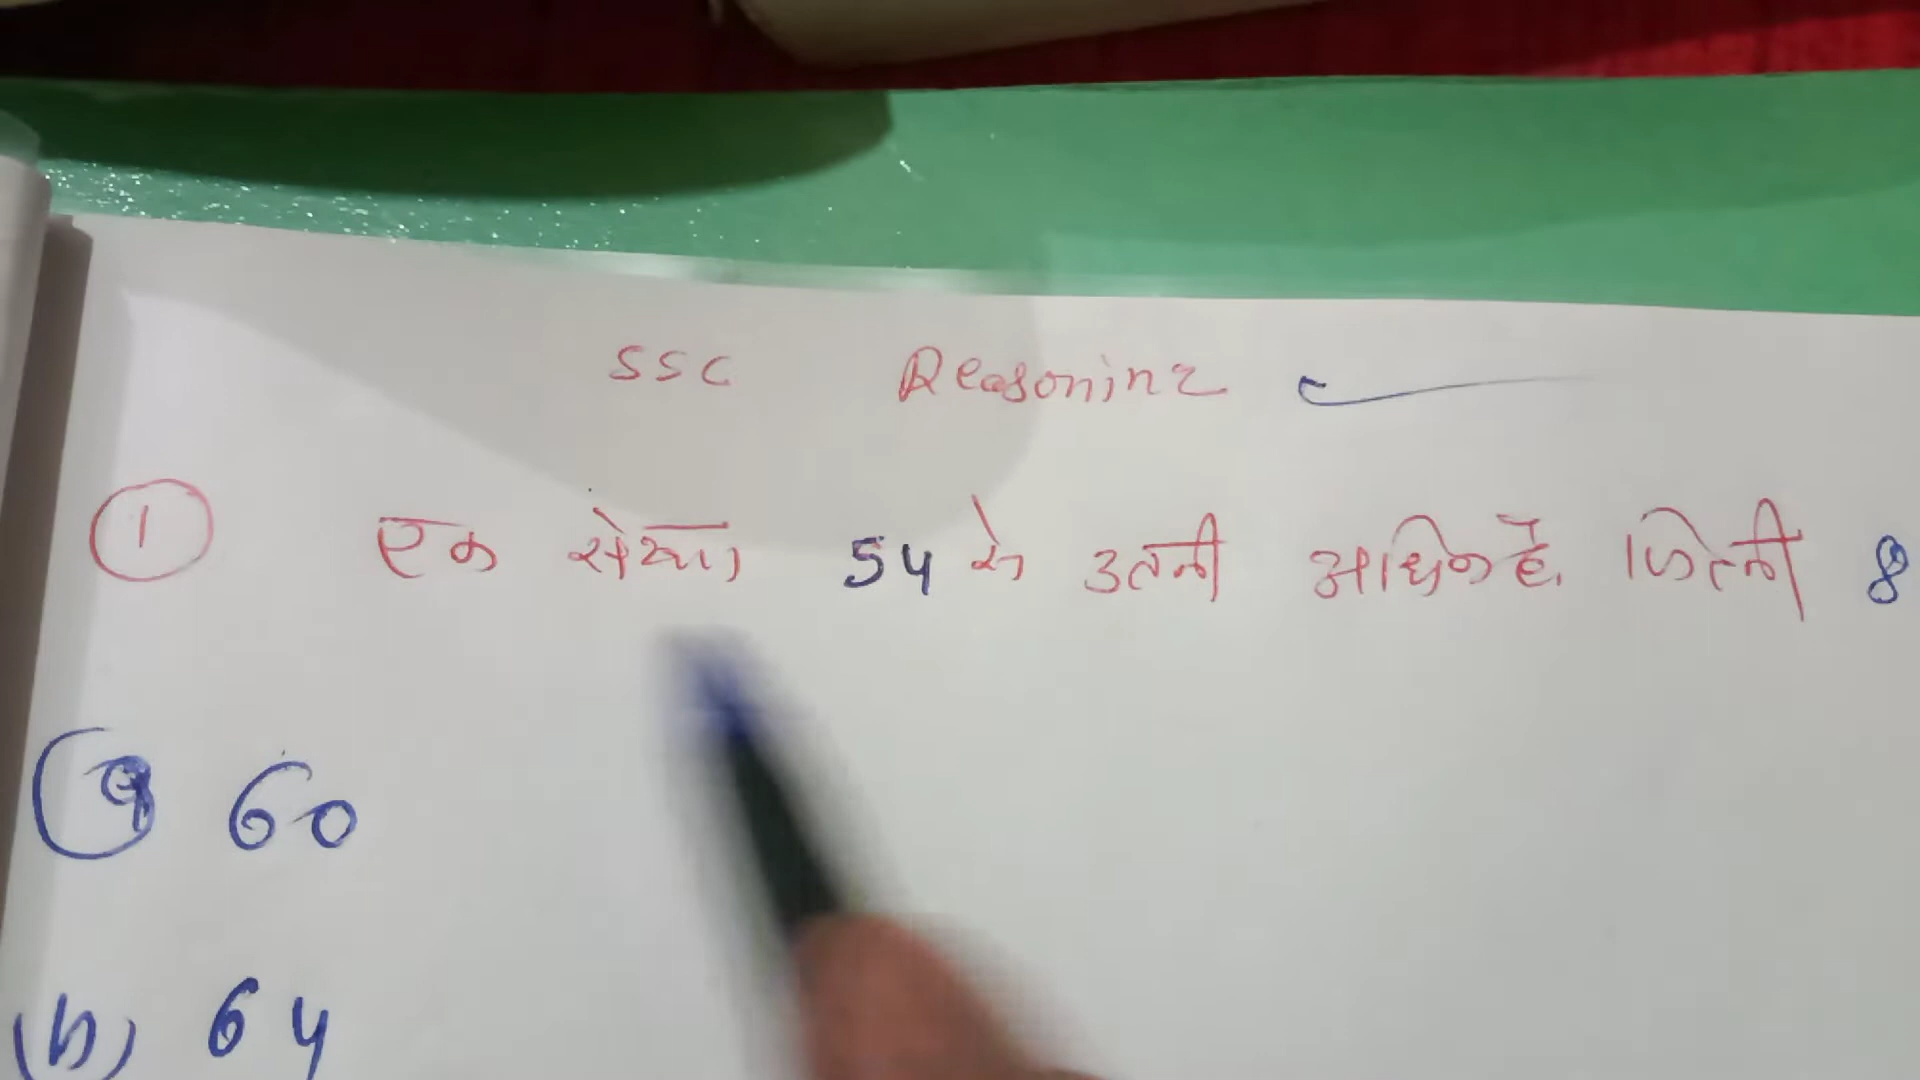 SSC Reasoning
1 एक संख्या 54 से उतनी अधिक है जितनी 8
(a) 60
(b) 64